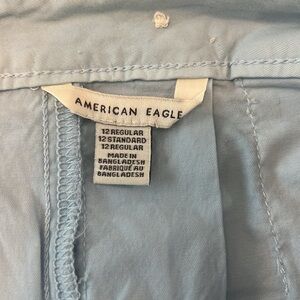 AMERICAN EAGLE
12 REGULAR
12 STANDARD
12 REGULAR
MADE IN
BANGLADESH
FABRIQUÉ AU
BANGLADESH